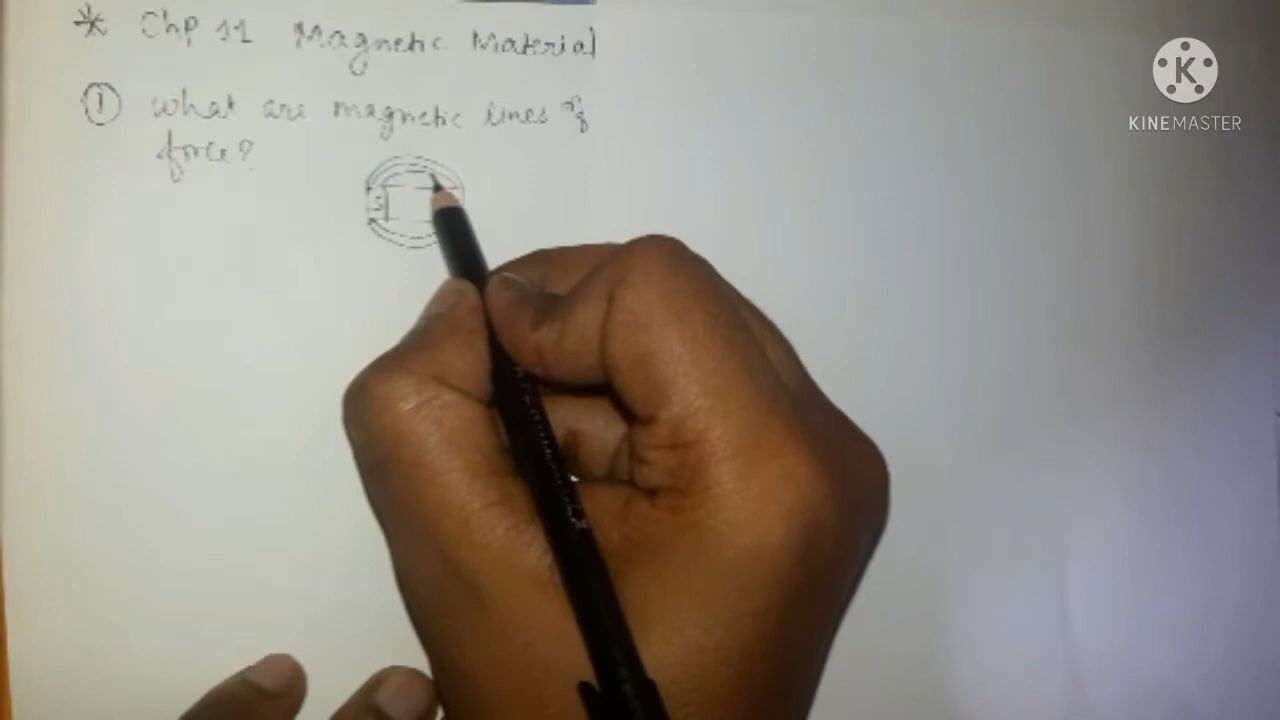 * Chp 11 Magnetic Material
① What are magnetic lines of
force?
S
K
KINEMASTER